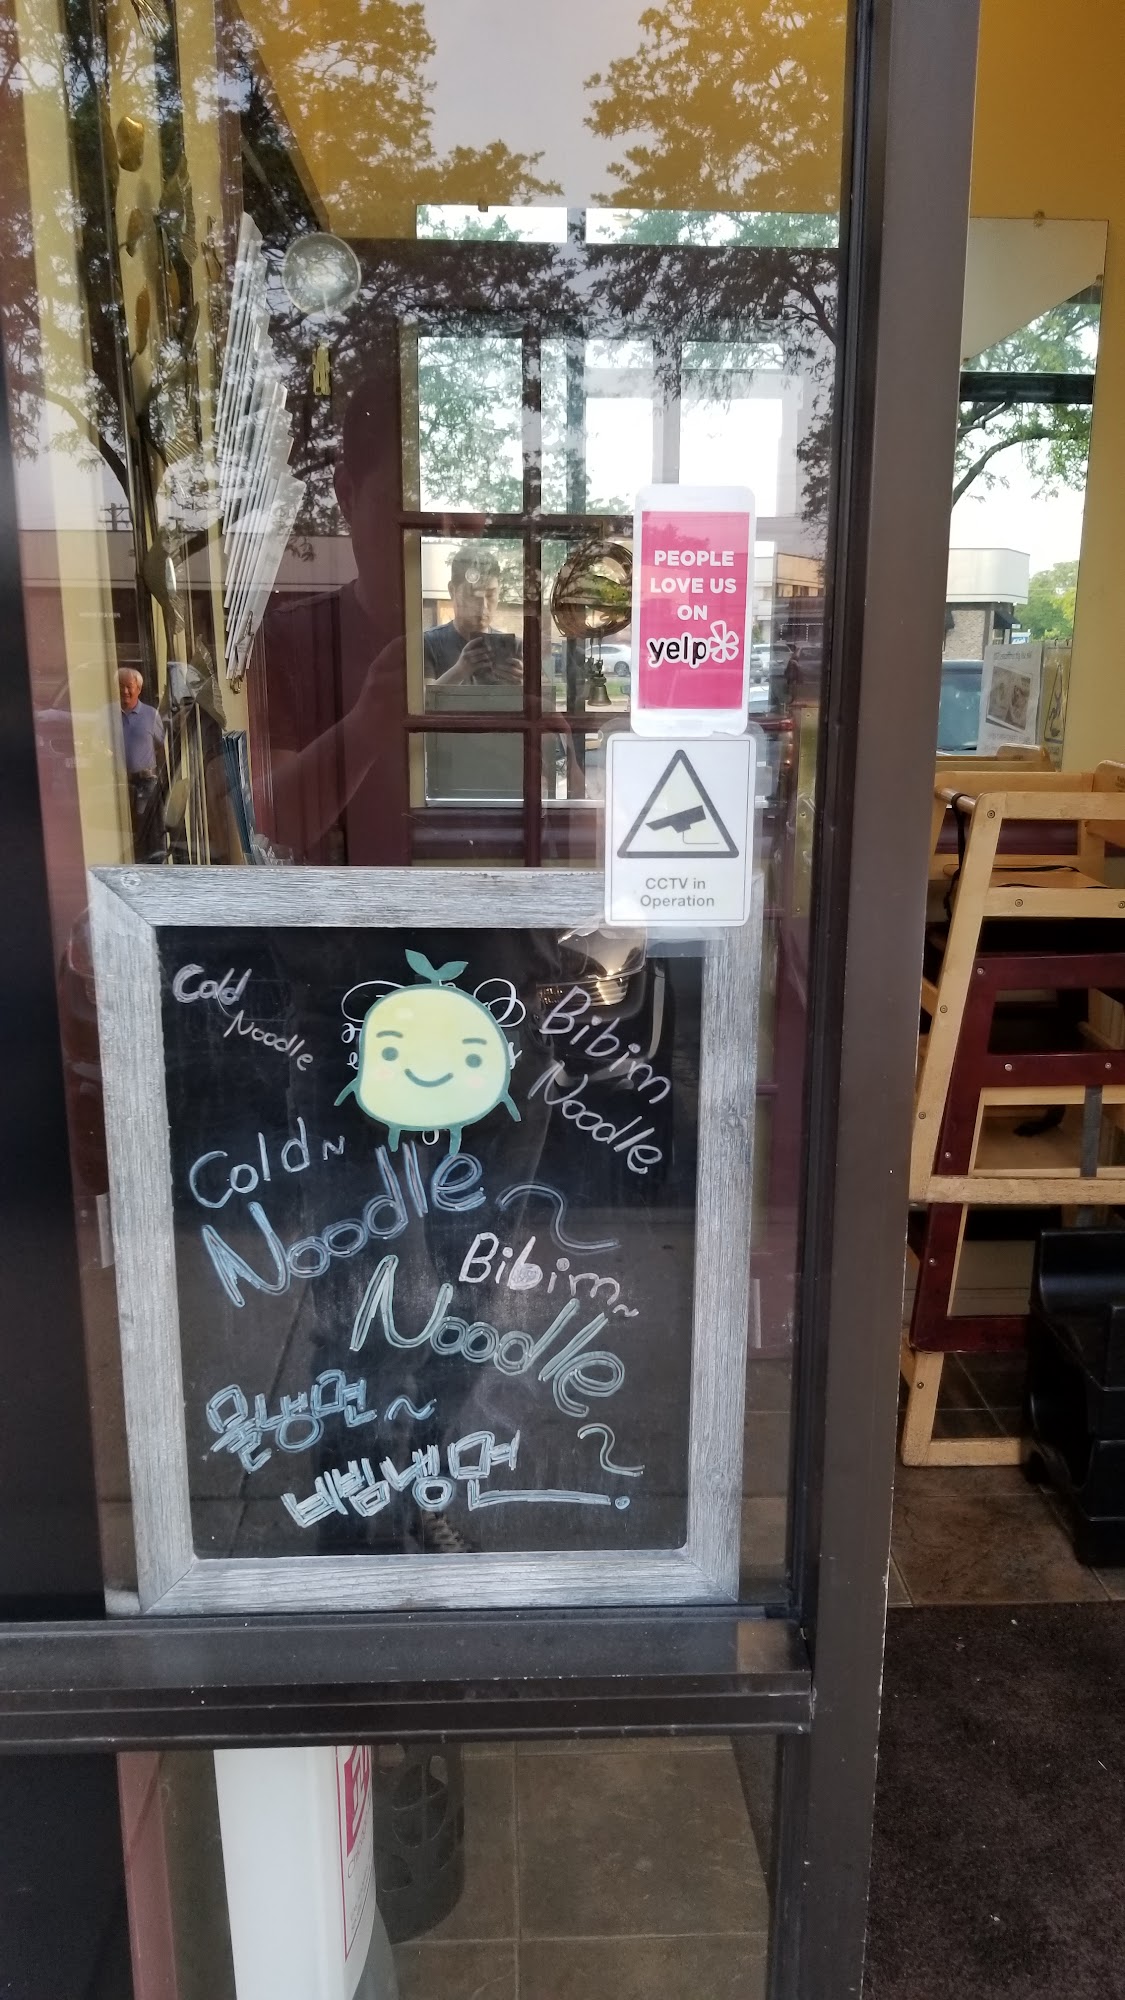 PEOPLE
LOVE US
ON
yelp
CCTV in
Operation
Cold
Noodle
Bibim
Noodle
Cold~
Noodle~
Bibim~
Noodle~
물냉면~
비빔냉면.